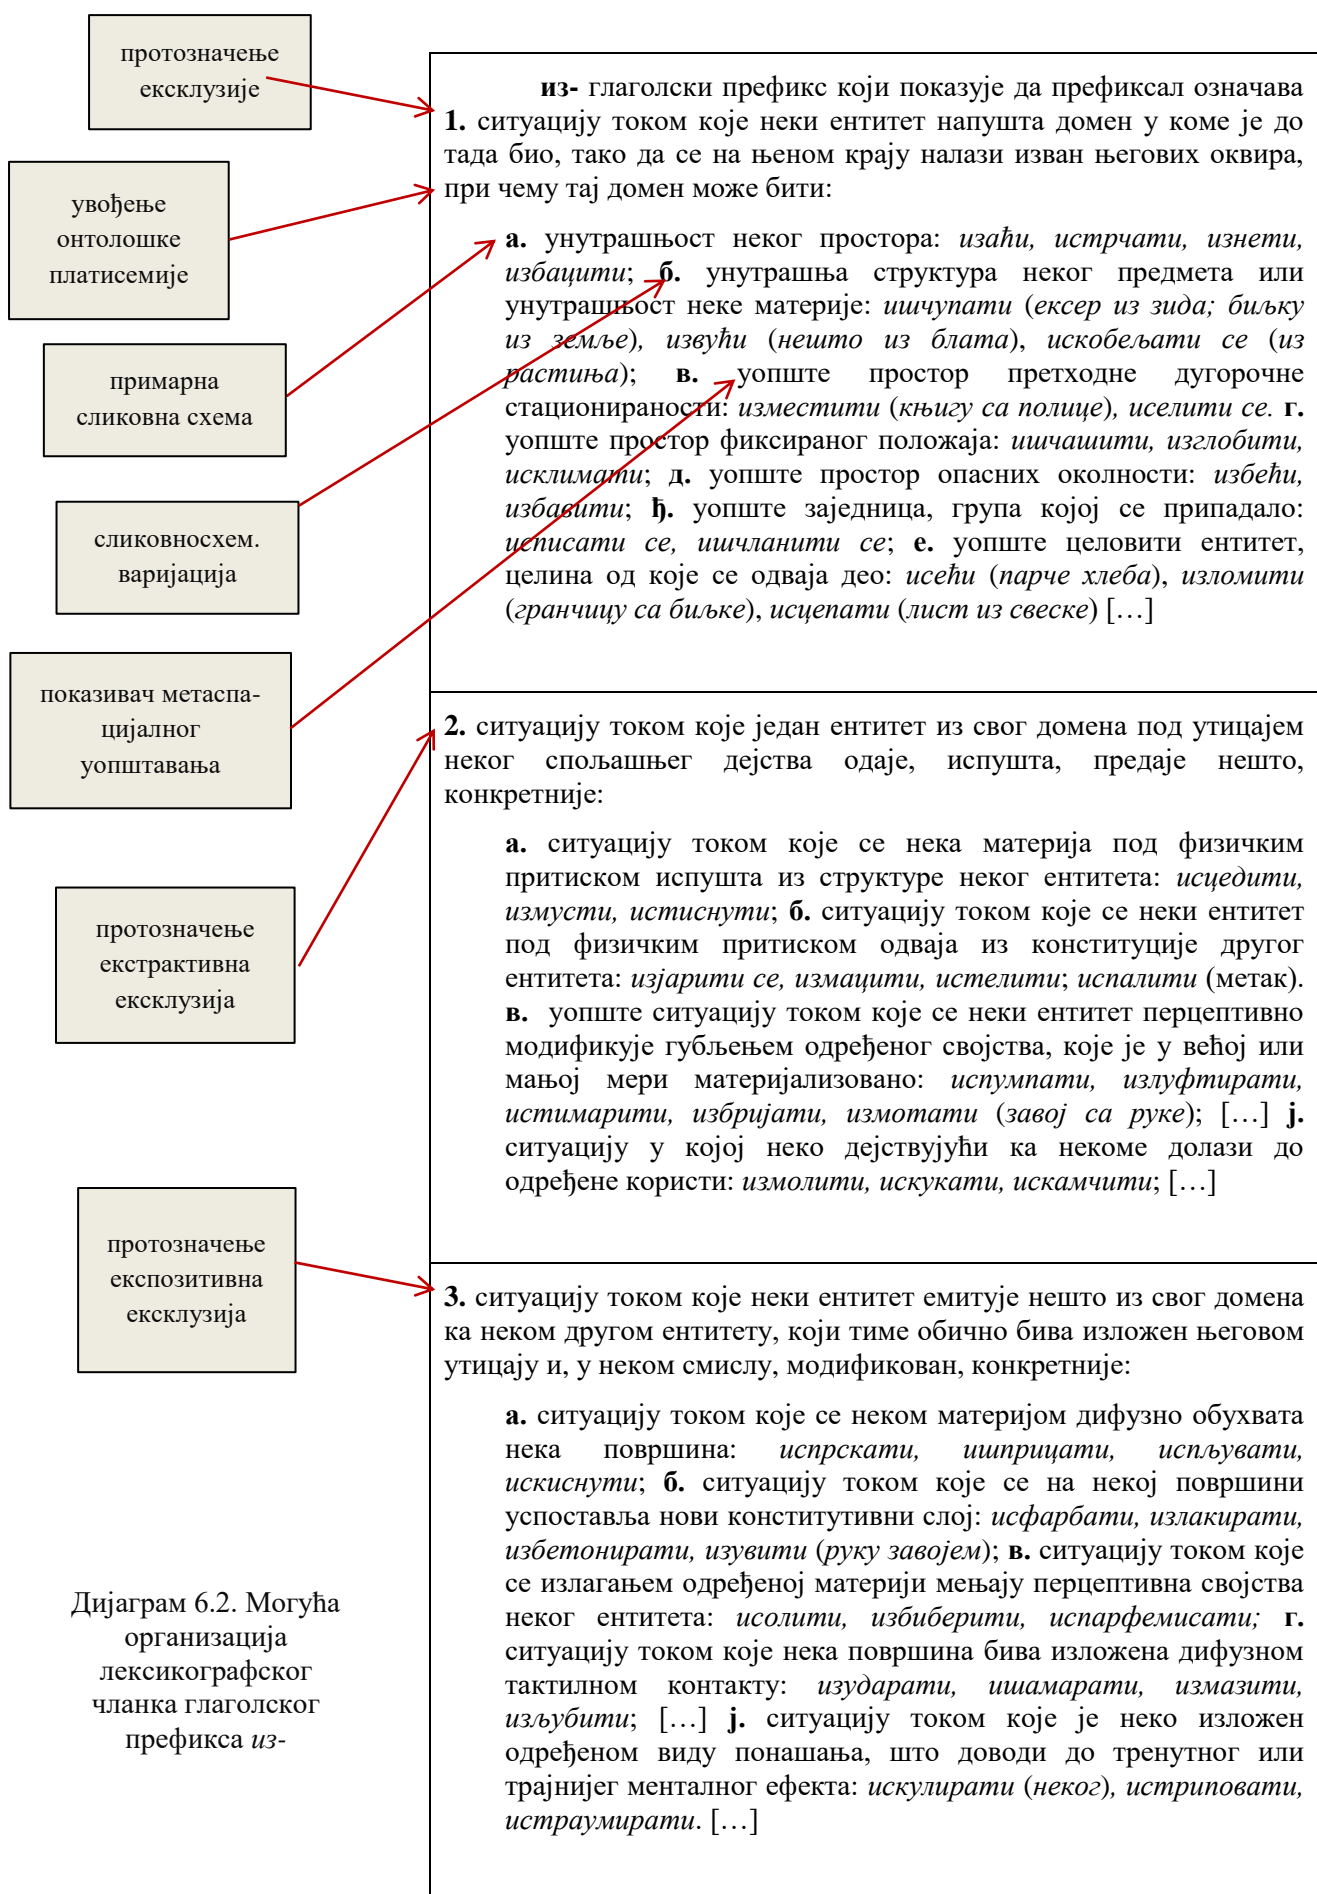 протозначење
ексклузије
увођење
онтолошке
платисемије
примарна
сликовна схема
сликовносхем.
варијација
показивач метаспа-
цијалног
уопштавања
протозначење
екстрактивна
ексклузија
протозначење
експозитивна
ексклузија
Дијаграм 6.2. Могућа
организација
лексикографског
чланка глаголског
префикса из-
из- глаголски префикс који показује да префиксал означава
1. ситуацију током које неки ентитет напушта домен у коме је до
тада био, тако да се на њеном крају налази изван његових оквира,
при чему тај домен може бити:
а. унутрашњост неког простора: изаћи, истрчати, изнети,
избацити; б. унутрашња структура неког предмета или
унутрашњост неке материје: ишчупати (ексер из зида; биљку
из земље), извући (нешто из блата), искобељати се (из
растиња); в. уопште простор претходне дугорочне
стационираности: изместити (књигу са полице), иселити се. г.
уопште простор фиксираног положаја: ишчашити, изглобити,
исклимати; д. уопште простор опасних околности: избећи,
избавити; ђ. уопште заједница, група којој се припадало:
исписати се, ишчланити се; е. уопште целовити ентитет,
целина од које се одваја део: исећи (парче хлеба), изломити
(гранчицу са биљке), исцепати (лист из свеске) […]
2. ситуацију током које један ентитет из свог домена под утицајем
неког спољашњег дејства одаје, испушта, предаје нешто,
конкретније:
а. ситуацију током које се нека материја под физичким
притиском испушта из структуре неког ентитета: исцедити,
измусти, истиснути; б. ситуацију током које се неки ентитет
под физичким притиском одваја из конституције другог
ентитета: изјарити се, измацити, истелити; испалити (метак).
в. уопште ситуацију током које се неки ентитет перцептивно
модификује губљењем одређеног својства, које је у већој или
мањој мери материјализовано: испумпати, излуфтирати,
истимарити, избријати, измотати (завој са руке); […] ј.
ситуацију у којој неко дејствујући ка некоме долази до
одређене користи: измолити, искукати, искамчити; […]
3. ситуацију током које неки ентитет емитује нешто из свог домена
ка неком другом ентитету, који тиме обично бива изложен његовом
утицају и, у неком смислу, модификован, конкретније:
а. ситуацију током које се неком материјом дифузно обухвата
нека површина: испрскати, ишприцати, испљувати,
искиснути; б. ситуацију током које се на некој површини
успоставља нови конститутивни слој: исфарбати, излакирати,
избетонирати, изувити (руку завојем); в. ситуацију током које
се излагањем одређеној материји мењају перцептивна својства
неког ентитета: исолити, избиберити, испарфемисати; г.
ситуацију током које нека површина бива изложена дифузном
тактилном контакту: изударати, ишамарати, измазити,
изљубити; […] ј. ситуацију током које је неко изложен
одређеном виду понашања, што доводи до тренутног или
трајнијег менталног ефекта: искулирати (неког), истриповати,
истраумирати. […]